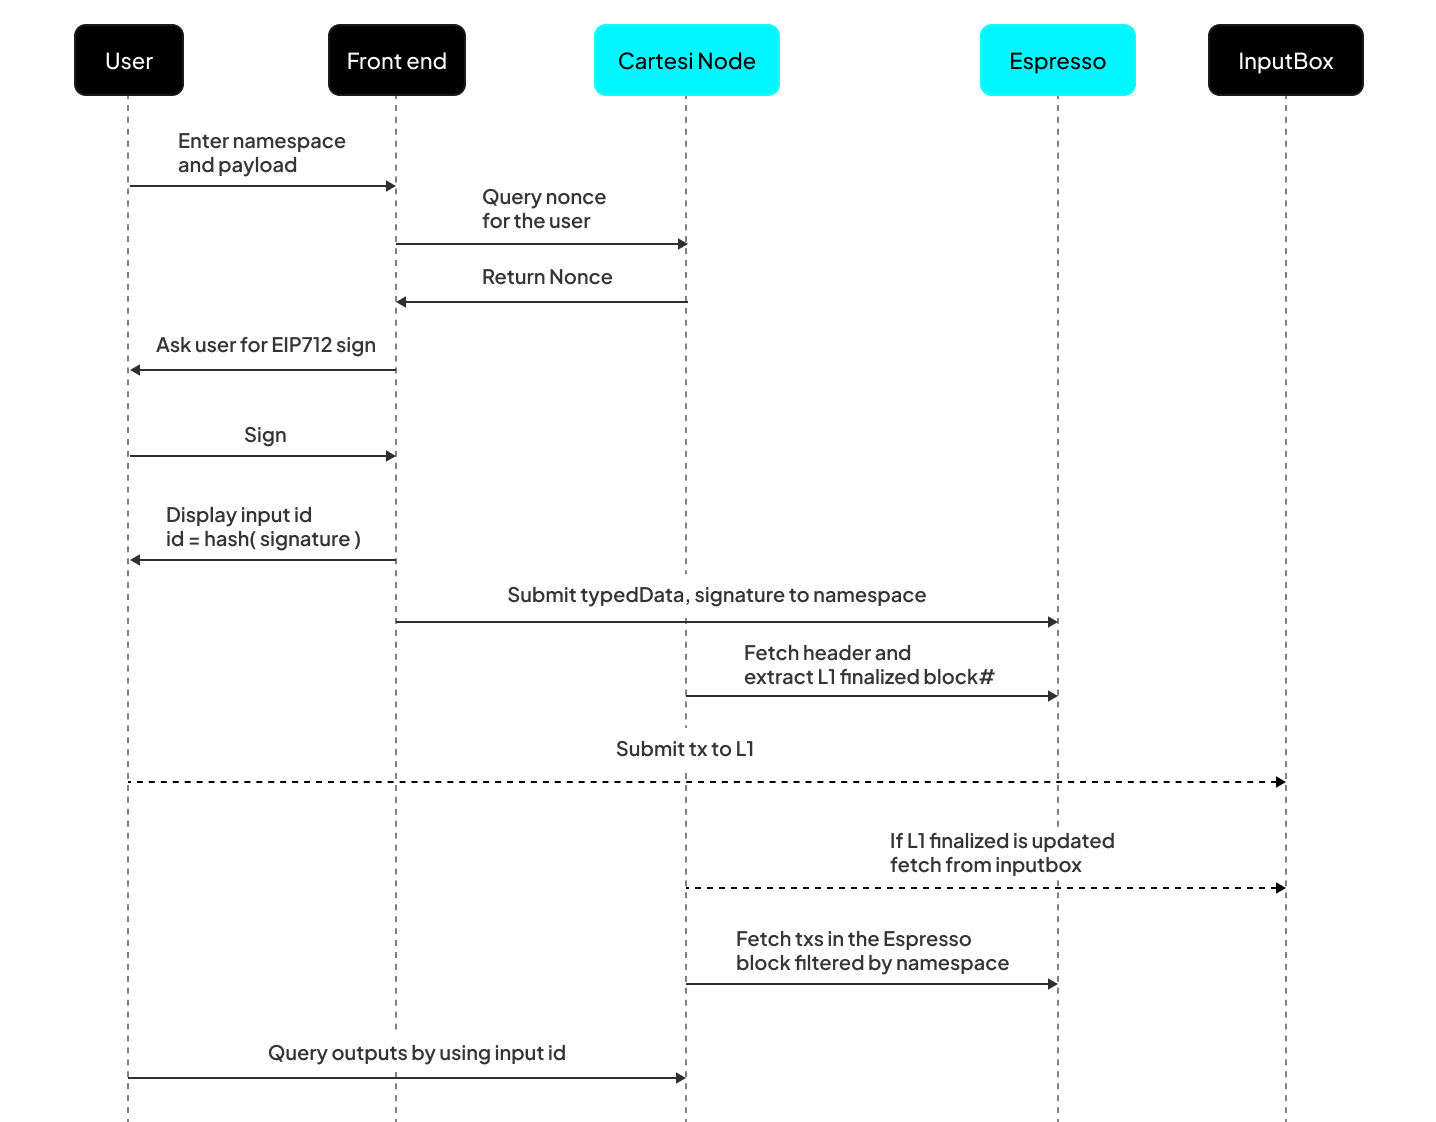 User
Front end
Cartesi Node
Espresso
InputBox
Enter namespace
and payload
Query nonce
for the user
Return Nonce
Ask user for EIP712 sign
Sign
Display input id
id = hash( signature )
Submit typedData, signature to namespace
Fetch header and
extract L1 finalized block#
Submit tx to L1
If L1 finalized is updated
fetch from inputbox
Fetch txs in the Espresso
block filtered by namespace
Query outputs by using input id